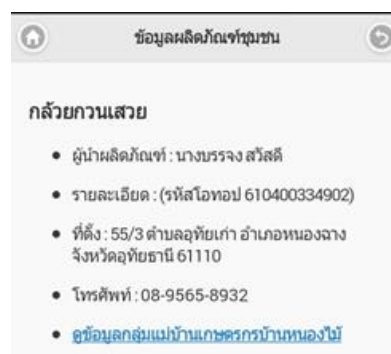 ข้อมูลผลิตภัณฑ์ชุมชน
กล้วยกวนเสวย
ผู้นำผลิตภัณฑ์ : นางบรรจง สวัสดี
รายละเอียด : (รหัสโอทอป 610400334902)
ที่ตั้ง : 55/3 ตำบลอุทัยเก่า อำเภอหนองฉาง
จังหวัดอุทัยธานี 61110
โทรศัพท์ : 08-9565-8932
ดูข้อมูลกลุ่มแม่บ้านเกษตรกรบ้านหนองไม้